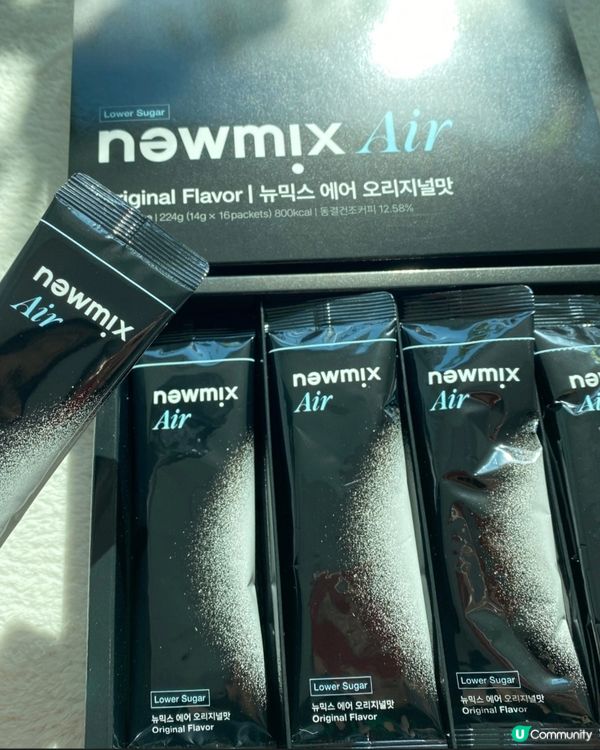 Lower Sugar
newmix Air
Original Flavor | 뉴믹스 에어 오리지널맛
224g (14g × 16packets) 800kcal | 동결건조커피 12.58%
newmix
Air
newmix
Air
Lower Sugar
뉴믹스 에어 오리지널맛
Original Flavor
newmix
Air
Lower Sugar
뉴믹스 에어 오리지널맛
Original Flavor
newmix
Air
Lower Sugar
뉴믹스 에어 오리지널맛
Original Flavor
U Community